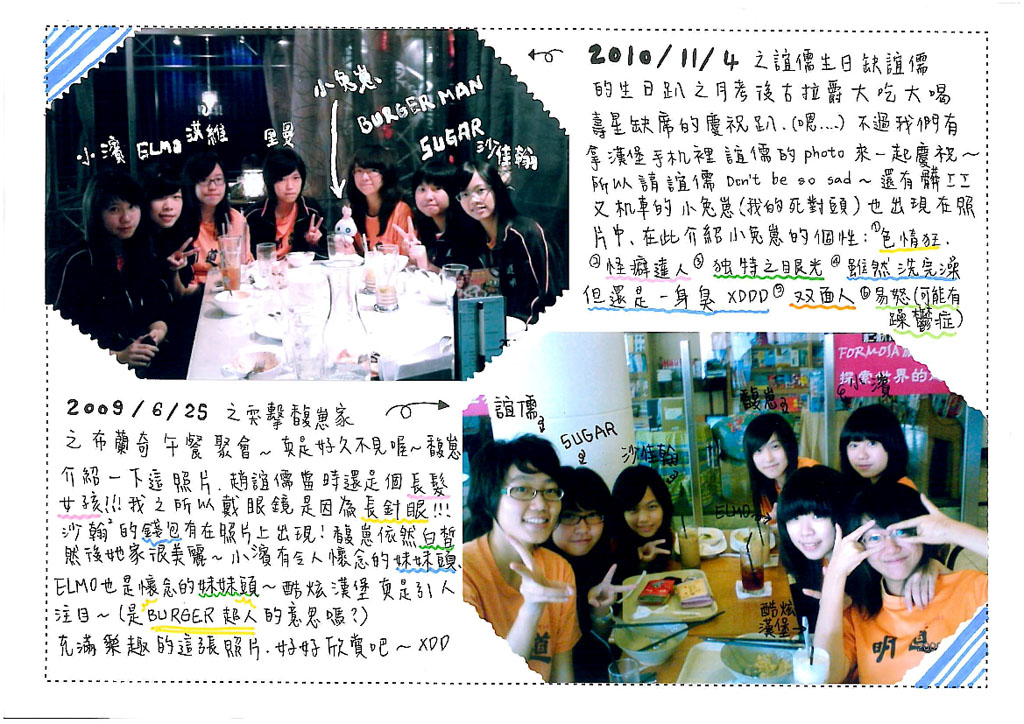 2010/11/4 之誼儒生日缺誼儒
的生日趴之月考後古拉爵大吃大喝
壽星缺席的慶祝趴.(嗯....) 不過我們有
拿漢堡手机裡誼儒的photo來一起慶祝~
所以請誼儒 Don't be so sad~還有髒ㄒㄒ
又机車的小兔崽(我的死對頭)也出現在照
片中、在此介紹小兔崽的個性:①色情狂.
②怪癖達人③独特之眼光④雖然洗完澡
但還是一身臭 XDDD⑤双面人⑥易怒(可能有
躁鬱症)
小濱
ELMO
漢維
里曼
小兔崽
BURGER MAN
SUGAR
沙佳翰
2009/6/25 之突擊馥崽家
之布蘭奇午餐聚會~真是好久不見喔~馥崽
介紹一下這照片.趙誼儒當時還是個長髮
女孩!!!我之所以戴眼鏡是因為長針眼!!!
沙翰²的錢包有在照片上出現!馥崽依然白皙
然後她家很美麗~小濱有令人懷念的妹妹頭、
ELMO也是懷念的妹妹頭~酷炫漢堡真是引人
注目~(是BURGER超人的意思嗎?)
充滿樂趣的這張照片.好好欣賞吧~XDD
誼儒
SUGAR
沙佳翰
馥崽
小濱
ELMO
酷炫
漢堡
FORMOSA
探索世界的
道
明道